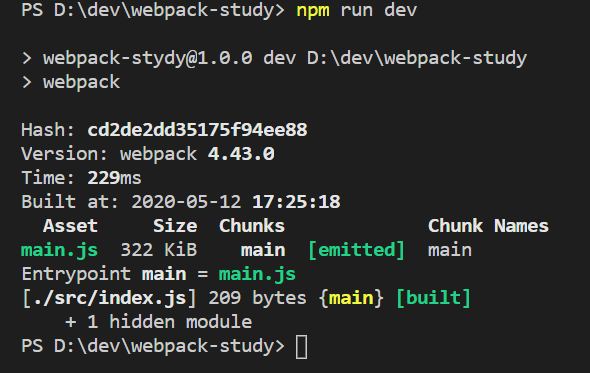 PS D:\dev\webpack-study> npm run dev
> webpack-stydy@1.0.0 dev D:\dev\webpack-study
> webpack
Hash: cd2de2dd35175f94ee88
Version: webpack 4.43.0
Time: 229ms
Built at: 2020-05-12 17:25:18
Asset Size Chunks Chunk Names
main.js 322 KiB main [emitted] main
Entrypoint main = main.js
[./src/index.js] 209 bytes {main} [built]
+ 1 hidden module
PS D:\dev\webpack-study>